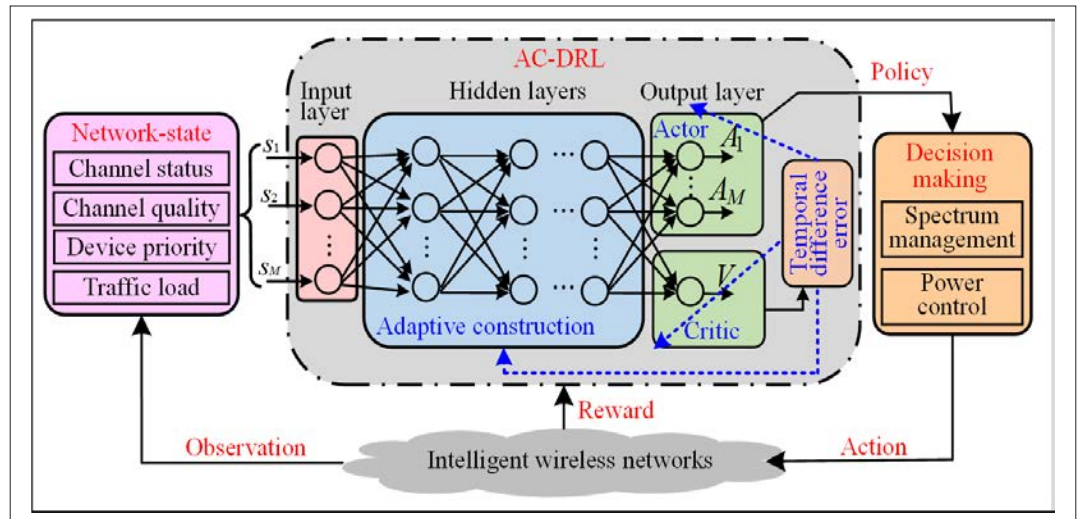 AC-DRL
Input
layer
Hidden layers
Output layer
Policy
Network-state
Channel status
Channel quality
Device priority
Traffic load
s1
s2
sM
Actor
A1
AM
V
Critic
Adaptive construction
Temporal
difference
error
Decision
making
Spectrum
management
Power
control
Reward
Observation
Intelligent wireless networks
Action